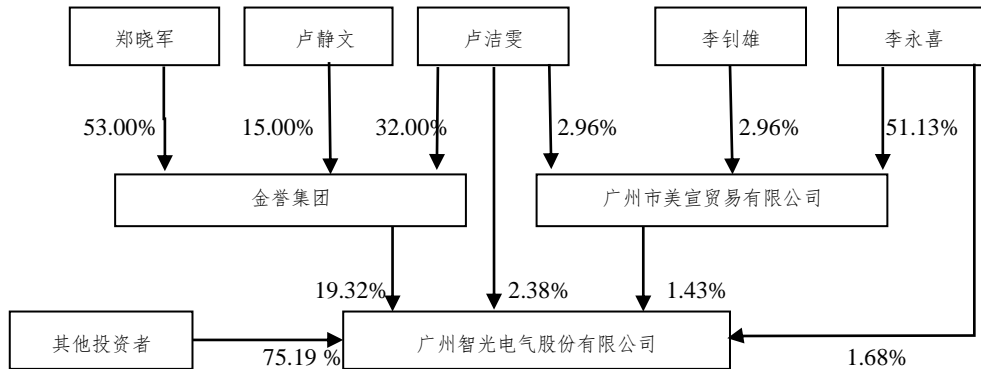 郑晓军
卢静文
卢洁雯
李钊雄
李永喜
53.00%
15.00%
32.00%
2.96%
2.96%
51.13%
金誉集团
广州市美宣贸易有限公司
19.32%
2.38%
1.43%
其他投资者
广州智光电气股份有限公司
75.19 %
1.68%